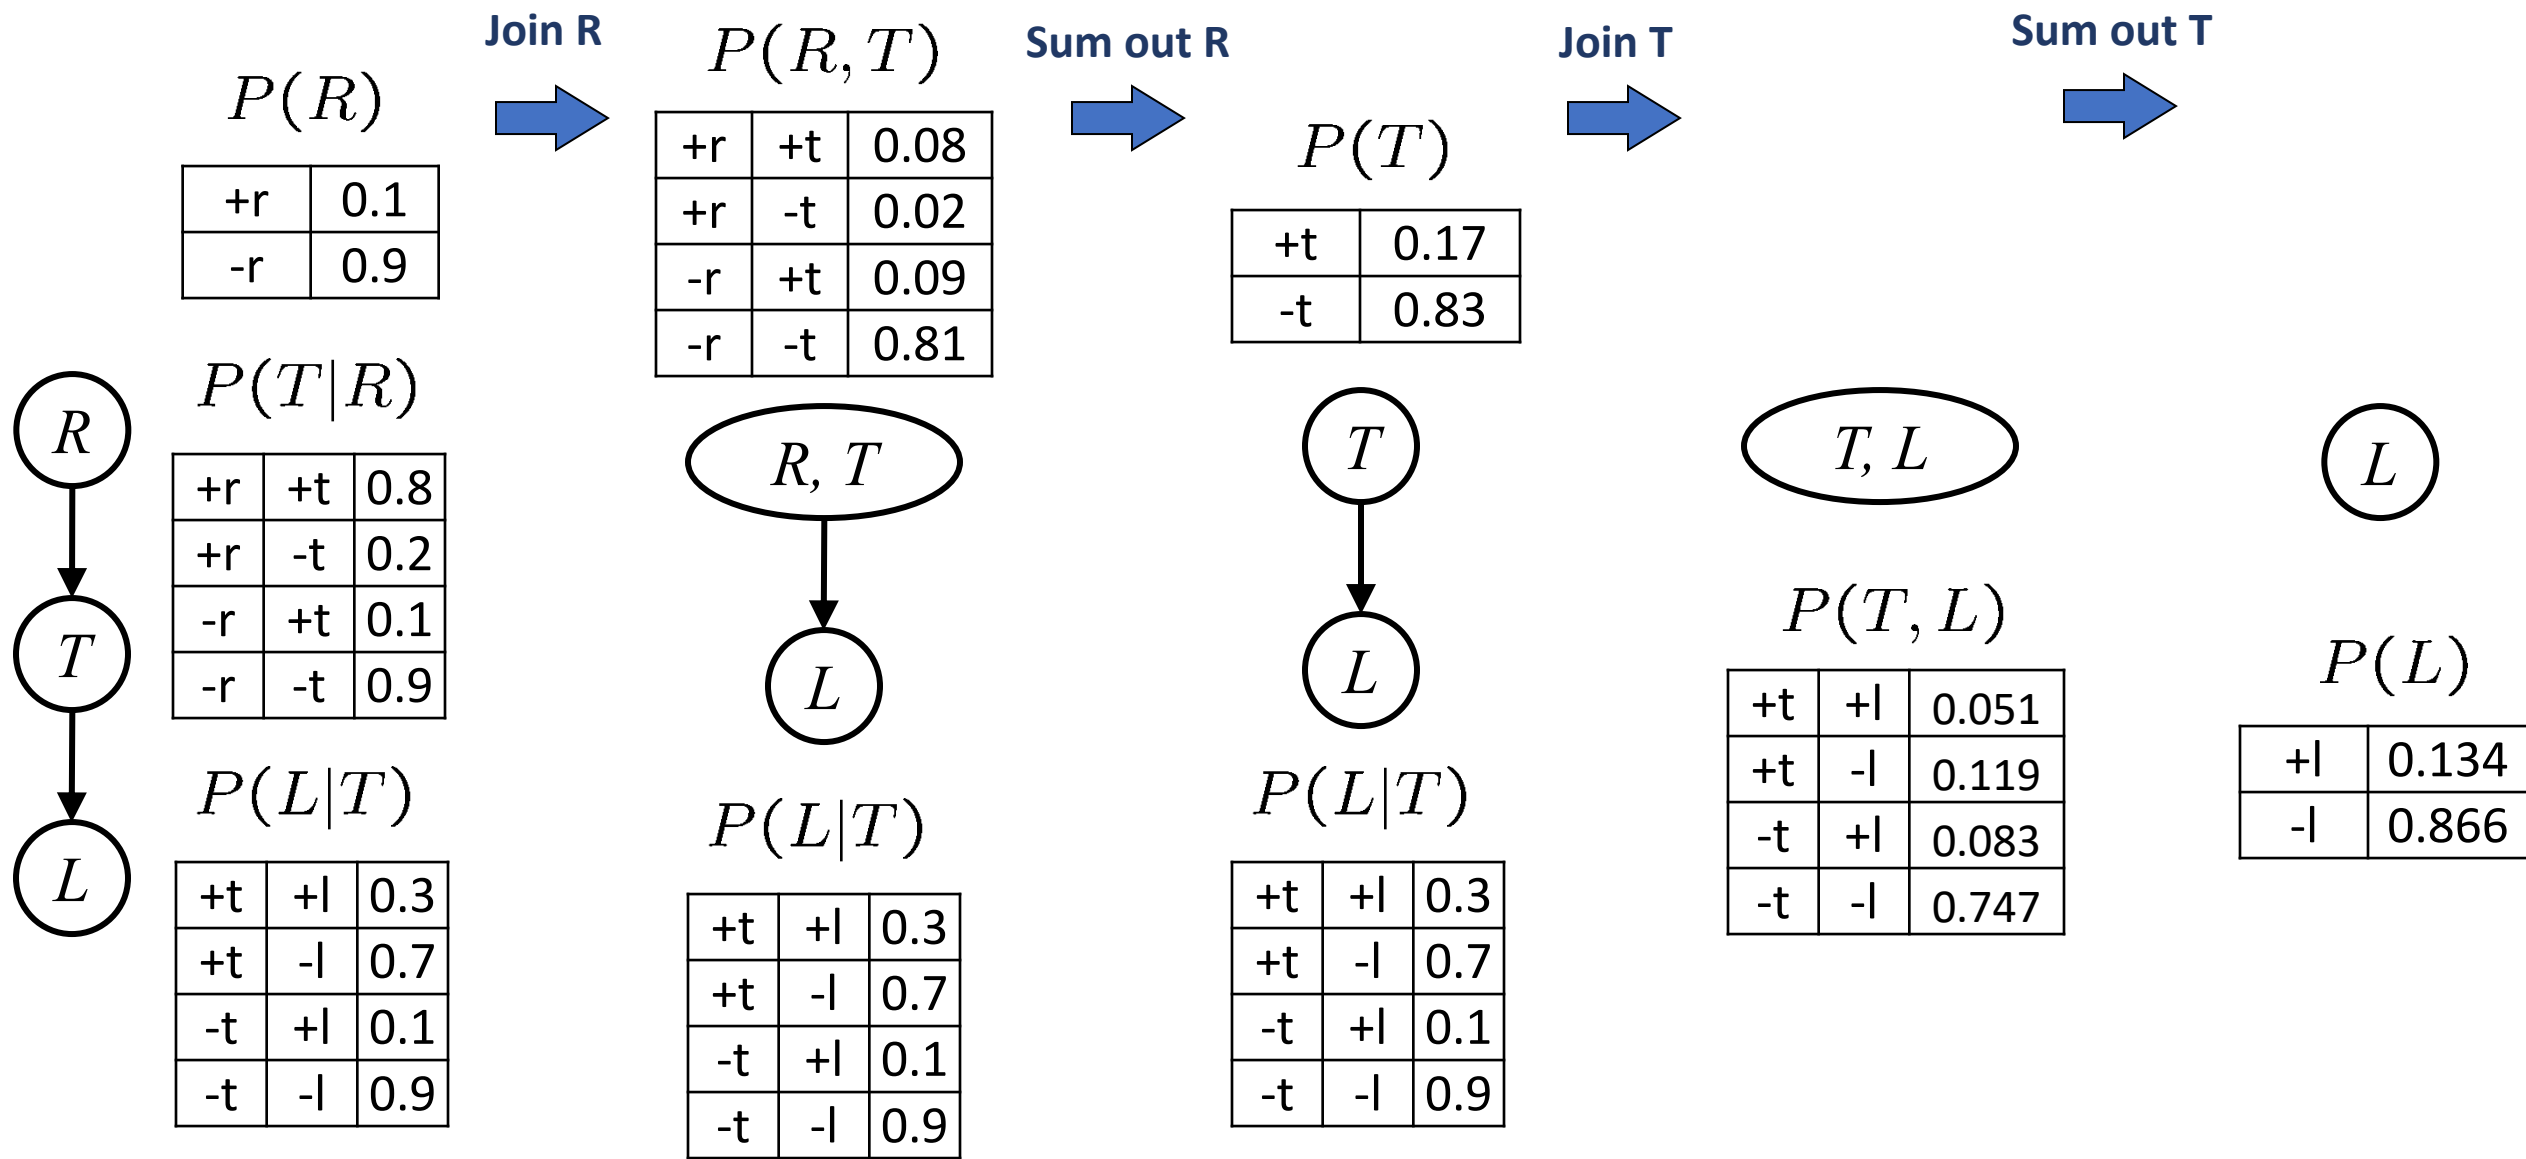 Join R
Sum out R
Join T
Sum out T
P(R)
+r 0.1
-r 0.9
P(T|R)
+r +t 0.8
+r -t 0.2
-r +t 0.1
-r -t 0.9
P(L|T)
+t +l 0.3
+t -l 0.7
-t +l 0.1
-t -l 0.9
R
T
L
P(R, T)
+r +t 0.08
+r -t 0.02
-r +t 0.09
-r -t 0.81
R, T
L
P(L|T)
+t +l 0.3
+t -l 0.7
-t +l 0.1
-t -l 0.9
P(T)
+t 0.17
-t 0.83
T
L
P(L|T)
+t +l 0.3
+t -l 0.7
-t +l 0.1
-t -l 0.9
T, L
P(T, L)
+t +l 0.051
+t -l 0.119
-t +l 0.083
-t -l 0.747
L
P(L)
+l 0.134
-l 0.866